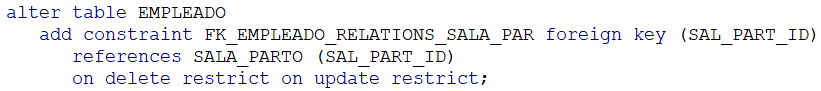 alter table EMPLEADO
add constraint FK_EMPLEADO_RELATIONS_SALA_PAR foreign key (SAL_PART_ID)
references SALA_PARTO (SAL_PART_ID)
on delete restrict on update restrict;